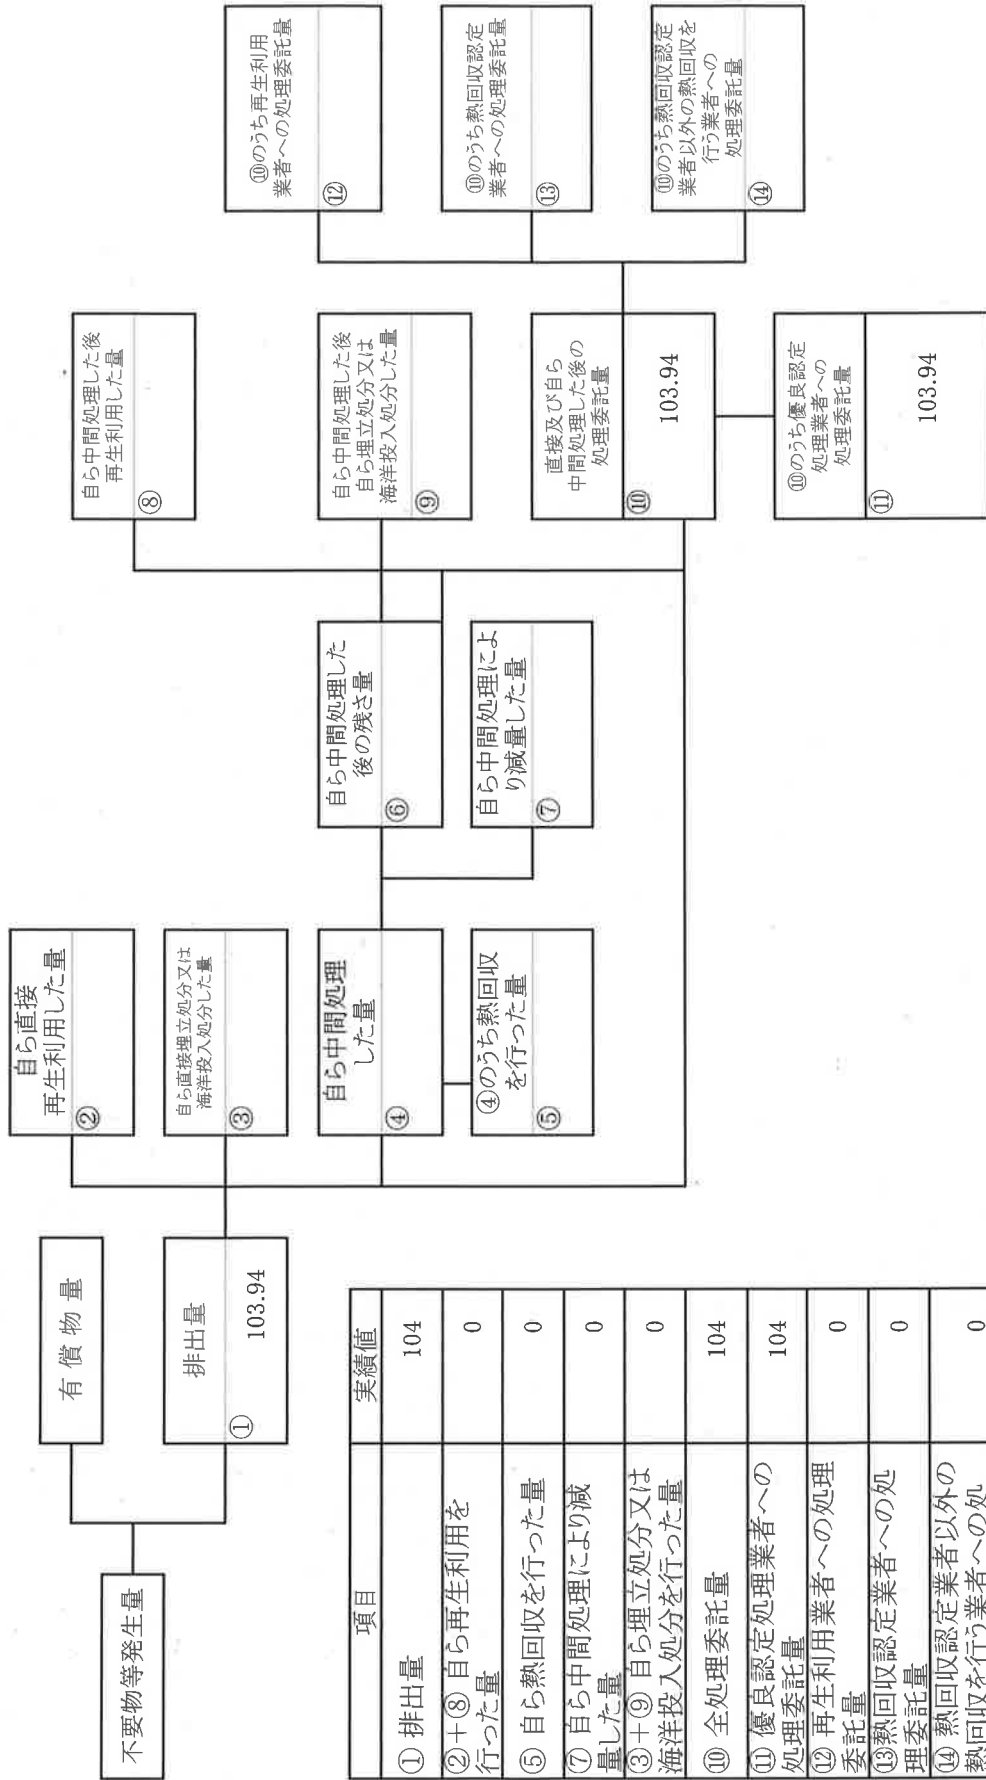 不要物等発生量
有償物量
排出量
①
103.94
自ら直接
再生利用した量
②
自ら直接埋立処分又は
海洋投入処分した量
③
自ら中間処理
した量
④
④のうち熱回収
を行った量
⑤
自ら中間処理した
後の残さ量
⑥
自ら中間処理によ
り減量した量
⑦
自ら中間処理した後
再生利用した量
⑧
自ら中間処理した後
自ら埋立処分又は
海洋投入処分した量
⑨
直接及び自ら
中間処理した後の
処理委託量
⑩
103.94
⑩のうち優良認定
処理業者への
処理委託量
⑪
103.94
⑩のうち再生利用
業者への処理委託量
⑫
⑩のうち熱回収認定
業者への処理委託量
⑬
⑩のうち熱回収認定
業者以外の熱回収を
行う業者への
処理委託量
⑭
項目 実績値
①排出量 104
②+⑧自ら再生利用を
行った量 0
⑤自ら熱回収を行った量 0
⑦自ら中間処理により減
量した量 0
③+⑨自ら埋立処分又は
海洋投入処分を行った量 0
⑩全処理委託量 104
⑪優良認定処理業者への
処理委託量 104
⑫再生利用業者への処理
委託量 0
⑬熱回収認定業者への処
理委託量 0
⑭熱回収認定業者以外の
熱回収を行う業者への処 0